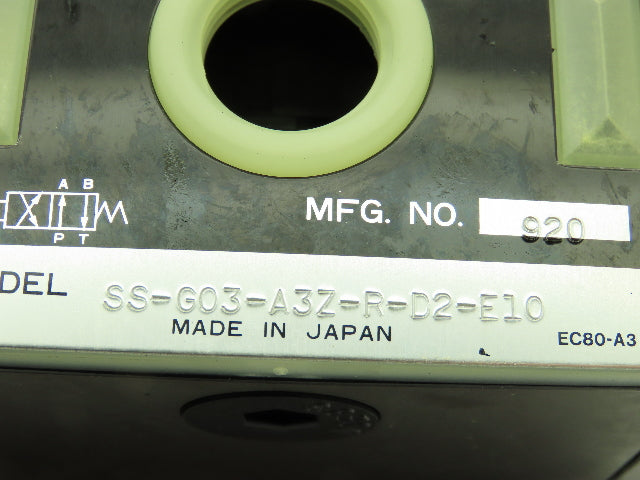 A B
P T
MFG. NO. 920
DEL SS-G03-A3Z-R-D2-E10
MADE IN JAPAN
EC80-A3